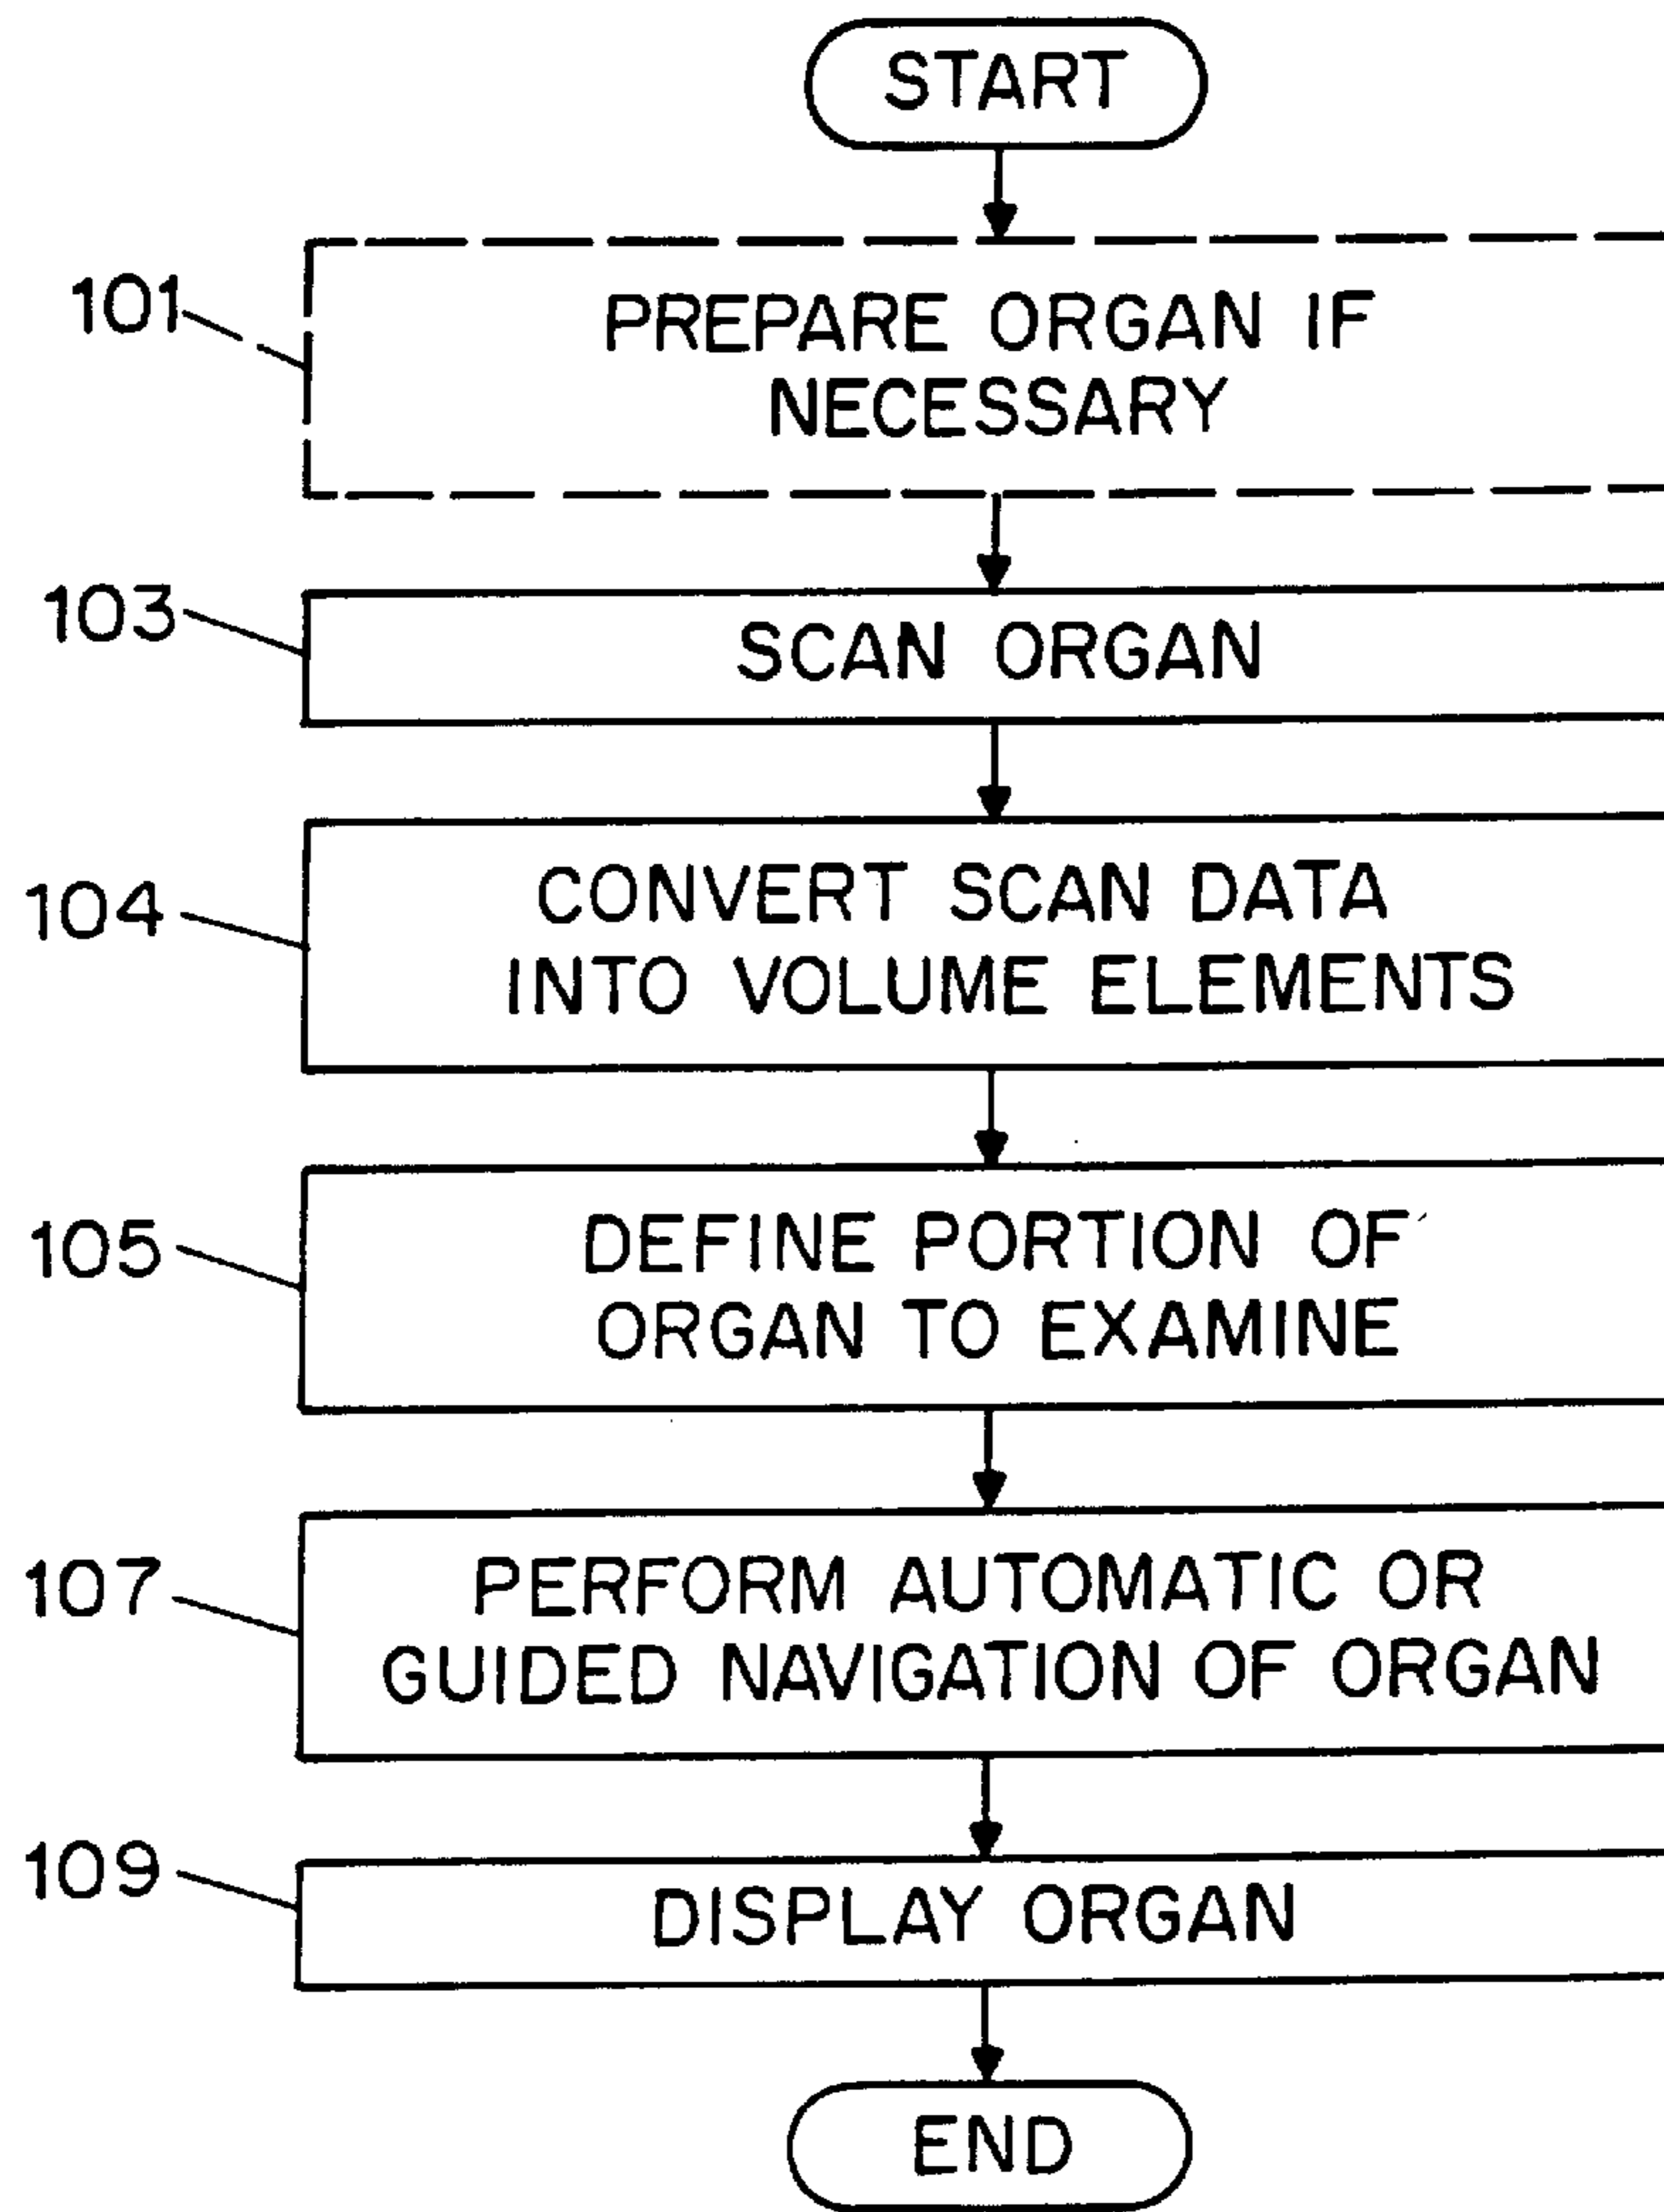 START
101
PREPARE ORGAN IF
NECESSARY
103
SCAN ORGAN
104
CONVERT SCAN DATA
INTO VOLUME ELEMENTS
105
DEFINE PORTION OF
ORGAN TO EXAMINE
107
PERFORM AUTOMATIC OR
GUIDED NAVIGATION OF ORGAN
109
DISPLAY ORGAN
END